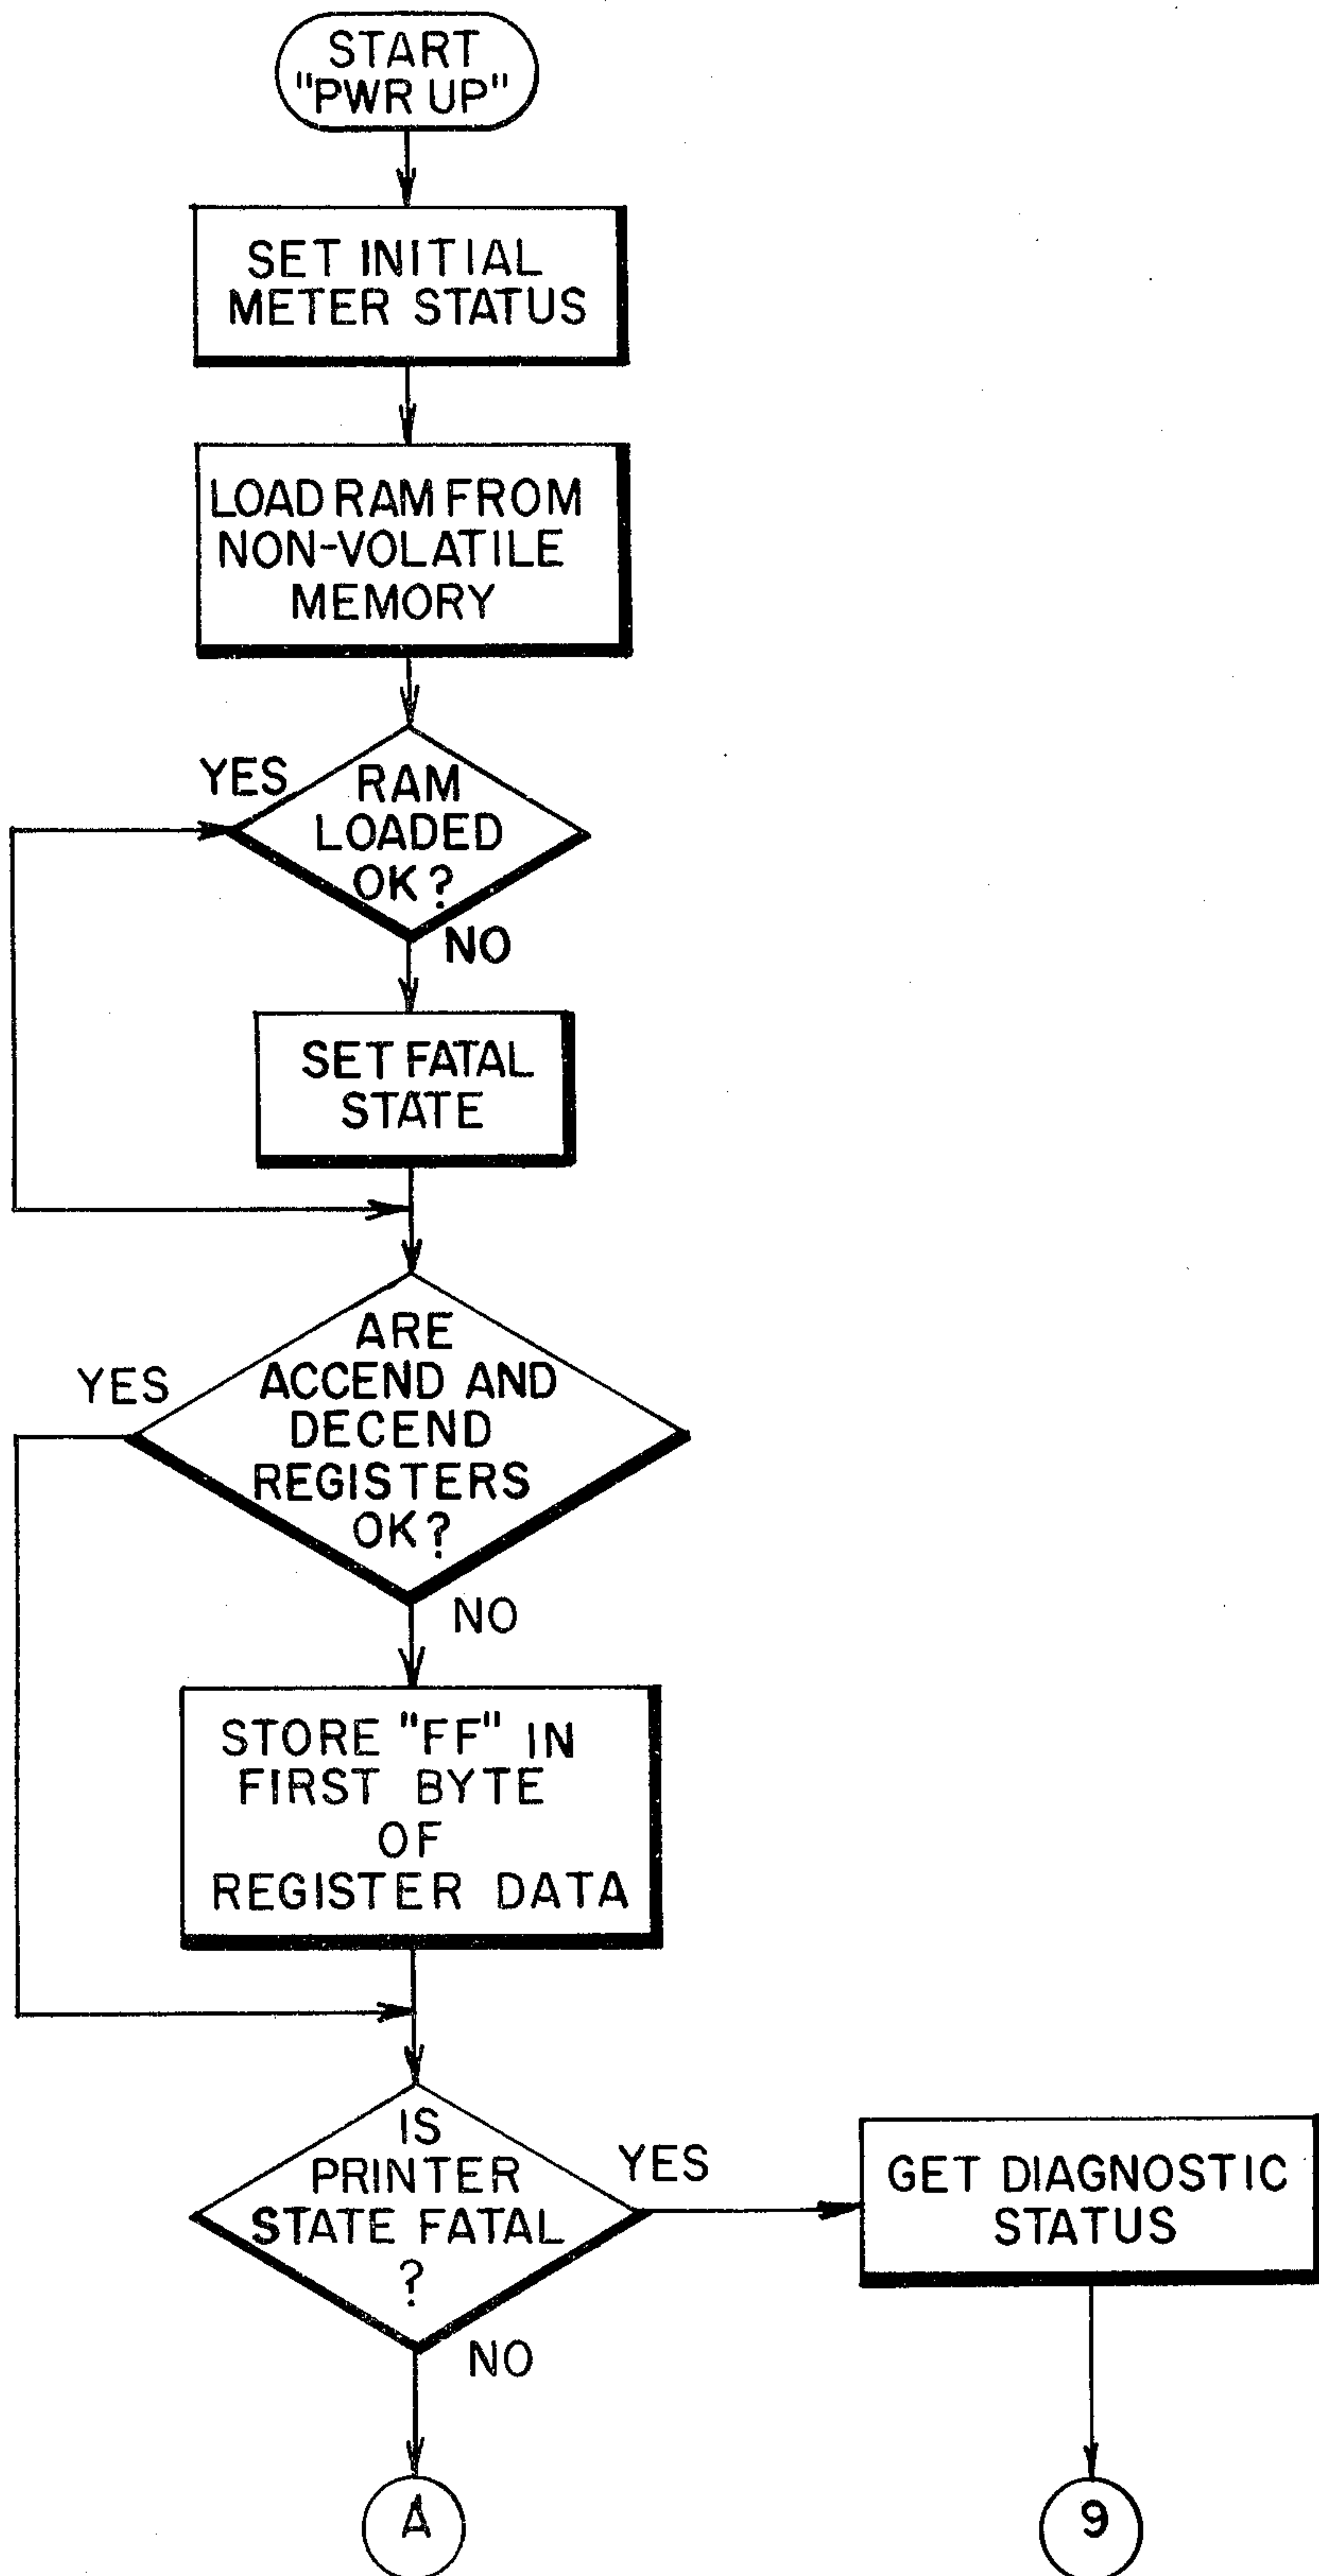 START
"PWR UP"
SET INITIAL
METER STATUS
LOAD RAM FROM
NON-VOLATILE
MEMORY
YES
RAM
LOADED
OK?
NO
SET FATAL
STATE
YES
ARE
ACCEND AND
DECEND
REGISTERS
OK?
NO
STORE "FF" IN
FIRST BYTE
OF
REGISTER DATA
IS
PRINTER
STATE FATAL
?
YES
NO
GET DIAGNOSTIC
STATUS
A
9